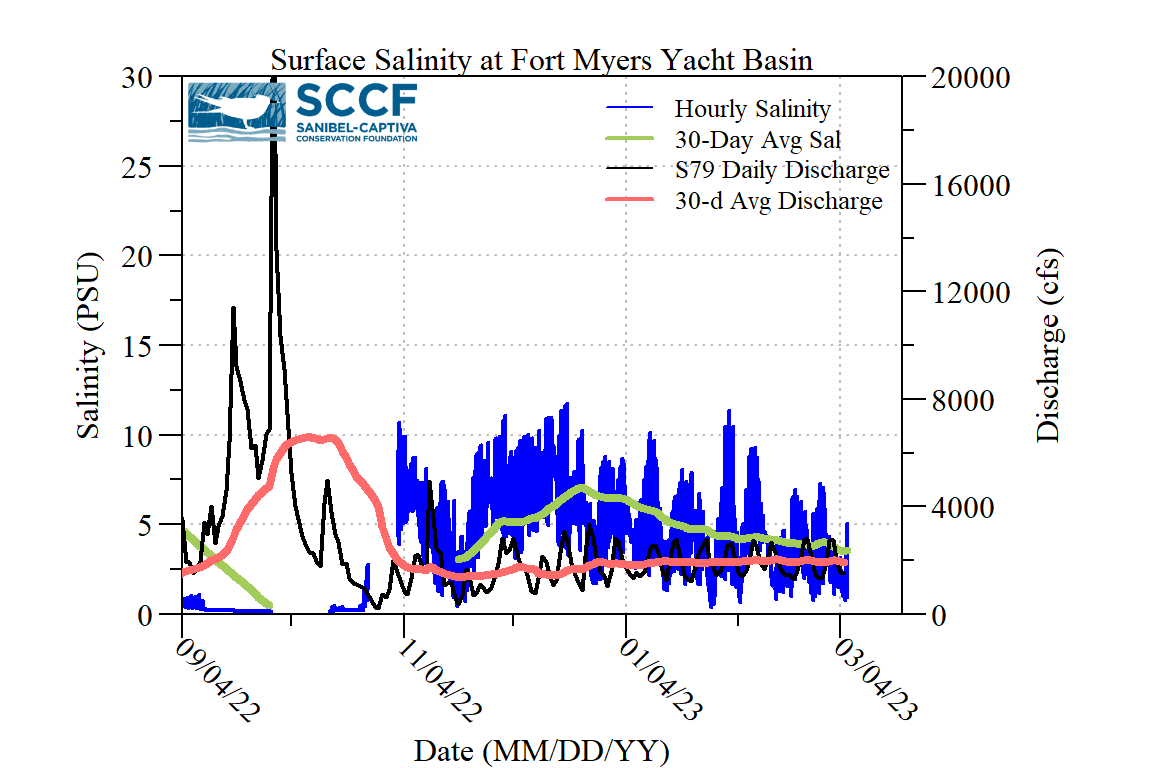 Surface Salinity at Fort Myers Yacht Basin
SCCF
SANIBEL-CAPTIVA
CONSERVATION FOUNDATION
Hourly Salinity
30-Day Avg Sal
S79 Daily Discharge
30-d Avg Discharge
Salinity (PSU)
30
25
20
15
10
5
0
Discharge (cfs)
20000
16000
12000
8000
4000
0
09/04/22
11/04/22
01/04/23
03/04/23
Date (MM/DD/YY)